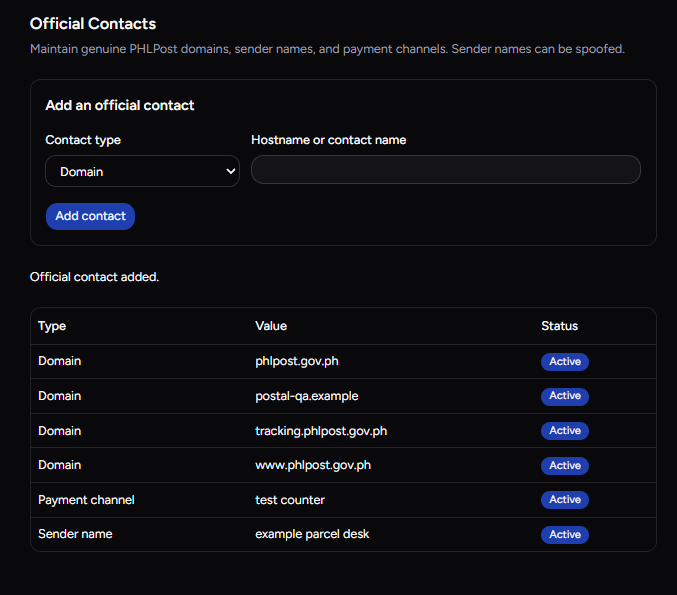 Official Contacts
Maintain genuine PHLPost domains, sender names, and payment channels. Sender names can be spoofed.
Add an official contact
Contact type Hostname or contact name
Domain
Add contact
Official contact added.
Type Value Status
Domain phlpost.gov.ph Active
Domain postal-qa.example Active
Domain tracking.phlpost.gov.ph Active
Domain www.phlpost.gov.ph Active
Payment channel test counter Active
Sender name example parcel desk Active